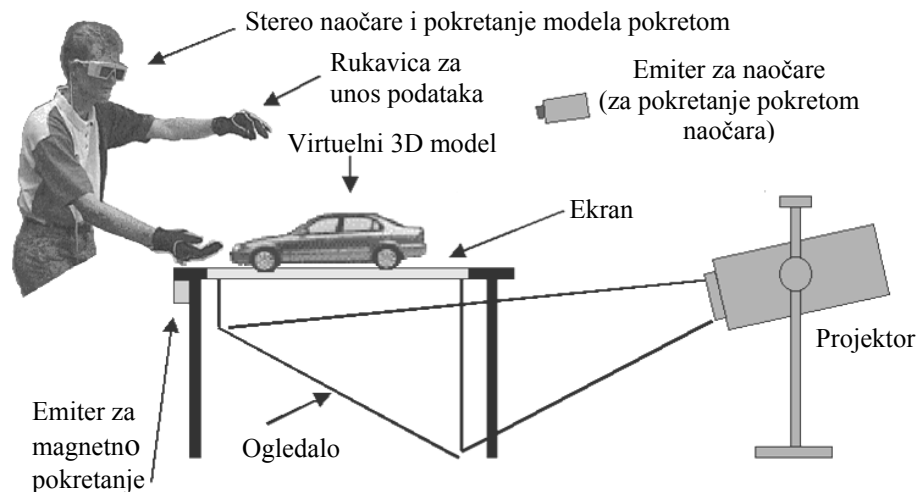 Stereo naočare i pokretanje modela pokretom
Rukavica za
unos podataka
Emiter za naočare
(za pokretanje pokretom
naočara)
Virtuelni 3D model
Ekran
Projektor
Emiter za
magnetno
pokretanje
Ogledalo